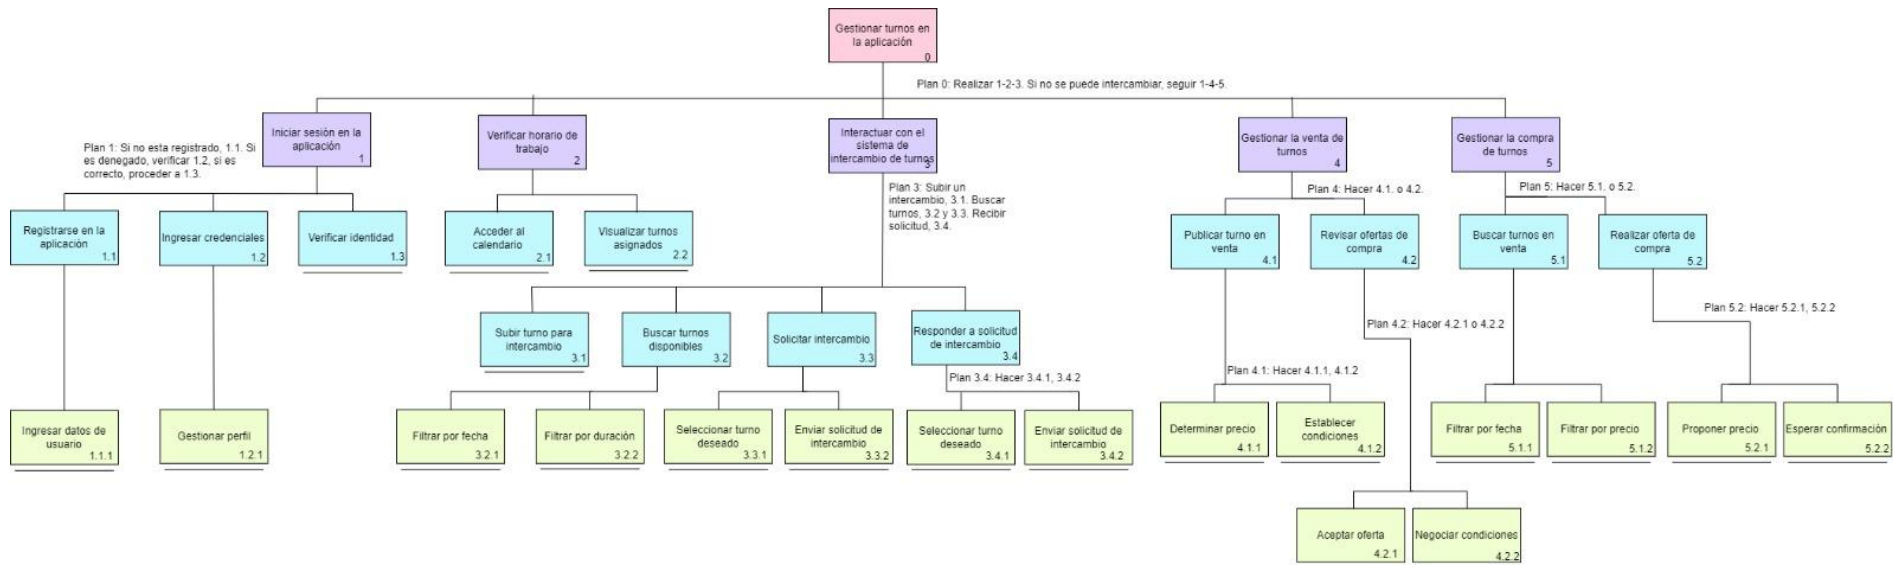 Gestionar turnos en
la aplicación
0
Plan 0: Realizar 1-2-3. Si no se puede intercambiar, seguir 1-4-5.
Iniciar sesión en la
aplicación
1
Verificar horario de
trabajo
2
Interactuar con el
sistema de
intercambio de turnos
3
Gestionar la venta de
turnos
4
Gestionar la compra
de turnos
5
Plan 1: Si no esta registrado, 1.1. Si
es denegado, verificar 1.2, si es
correcto, proceder a 1.3.
Plan 3: Subir un
intercambio, 3.1. Buscar
turnos, 3.2 y 3.3. Recibir
solicitud, 3.4.
Plan 4: Hacer 4.1. o 4.2.
Plan 5: Hacer 5.1. o 5.2.
Registrarse en la
aplicación
1.1
Ingresar credenciales
1.2
Verificar identidad
1.3
Acceder al
calendario
2.1
Visualizar turnos
asignados
2.2
Publicar turno en
venta
4.1
Revisar ofertas de
compra
4.2
Buscar turnos en
venta
5.1
Realizar oferta de
compra
5.2
Subir turno para
intercambio
3.1
Buscar turnos
disponibles
3.2
Solicitar intercambio
3.3
Responder a solicitud
de intercambio
3.4
Plan 5.2: Hacer 5.2.1, 5.2.2
Plan 4.2: Hacer 4.2.1 o 4.2.2
Plan 3.4: Hacer 3.4.1, 3.4.2
Plan 4.1: Hacer 4.1.1, 4.1.2
Ingresar datos de
usuario
1.1.1
Gestionar perfil
1.2.1
Filtrar por fecha
3.2.1
Filtrar por duración
3.2.2
Seleccionar turno
deseado
3.3.1
Enviar solicitud de
intercambio
3.3.2
Seleccionar turno
deseado
3.4.1
Enviar solicitud de
intercambio
3.4.2
Determinar precio
4.1.1
Establecer
condiciones
4.1.2
Filtrar por fecha
5.1.1
Filtrar por precio
5.1.2
Proponer precio
5.2.1
Esperar confirmación
5.2.2
Aceptar oferta
4.2.1
Negociar condiciones
4.2.2